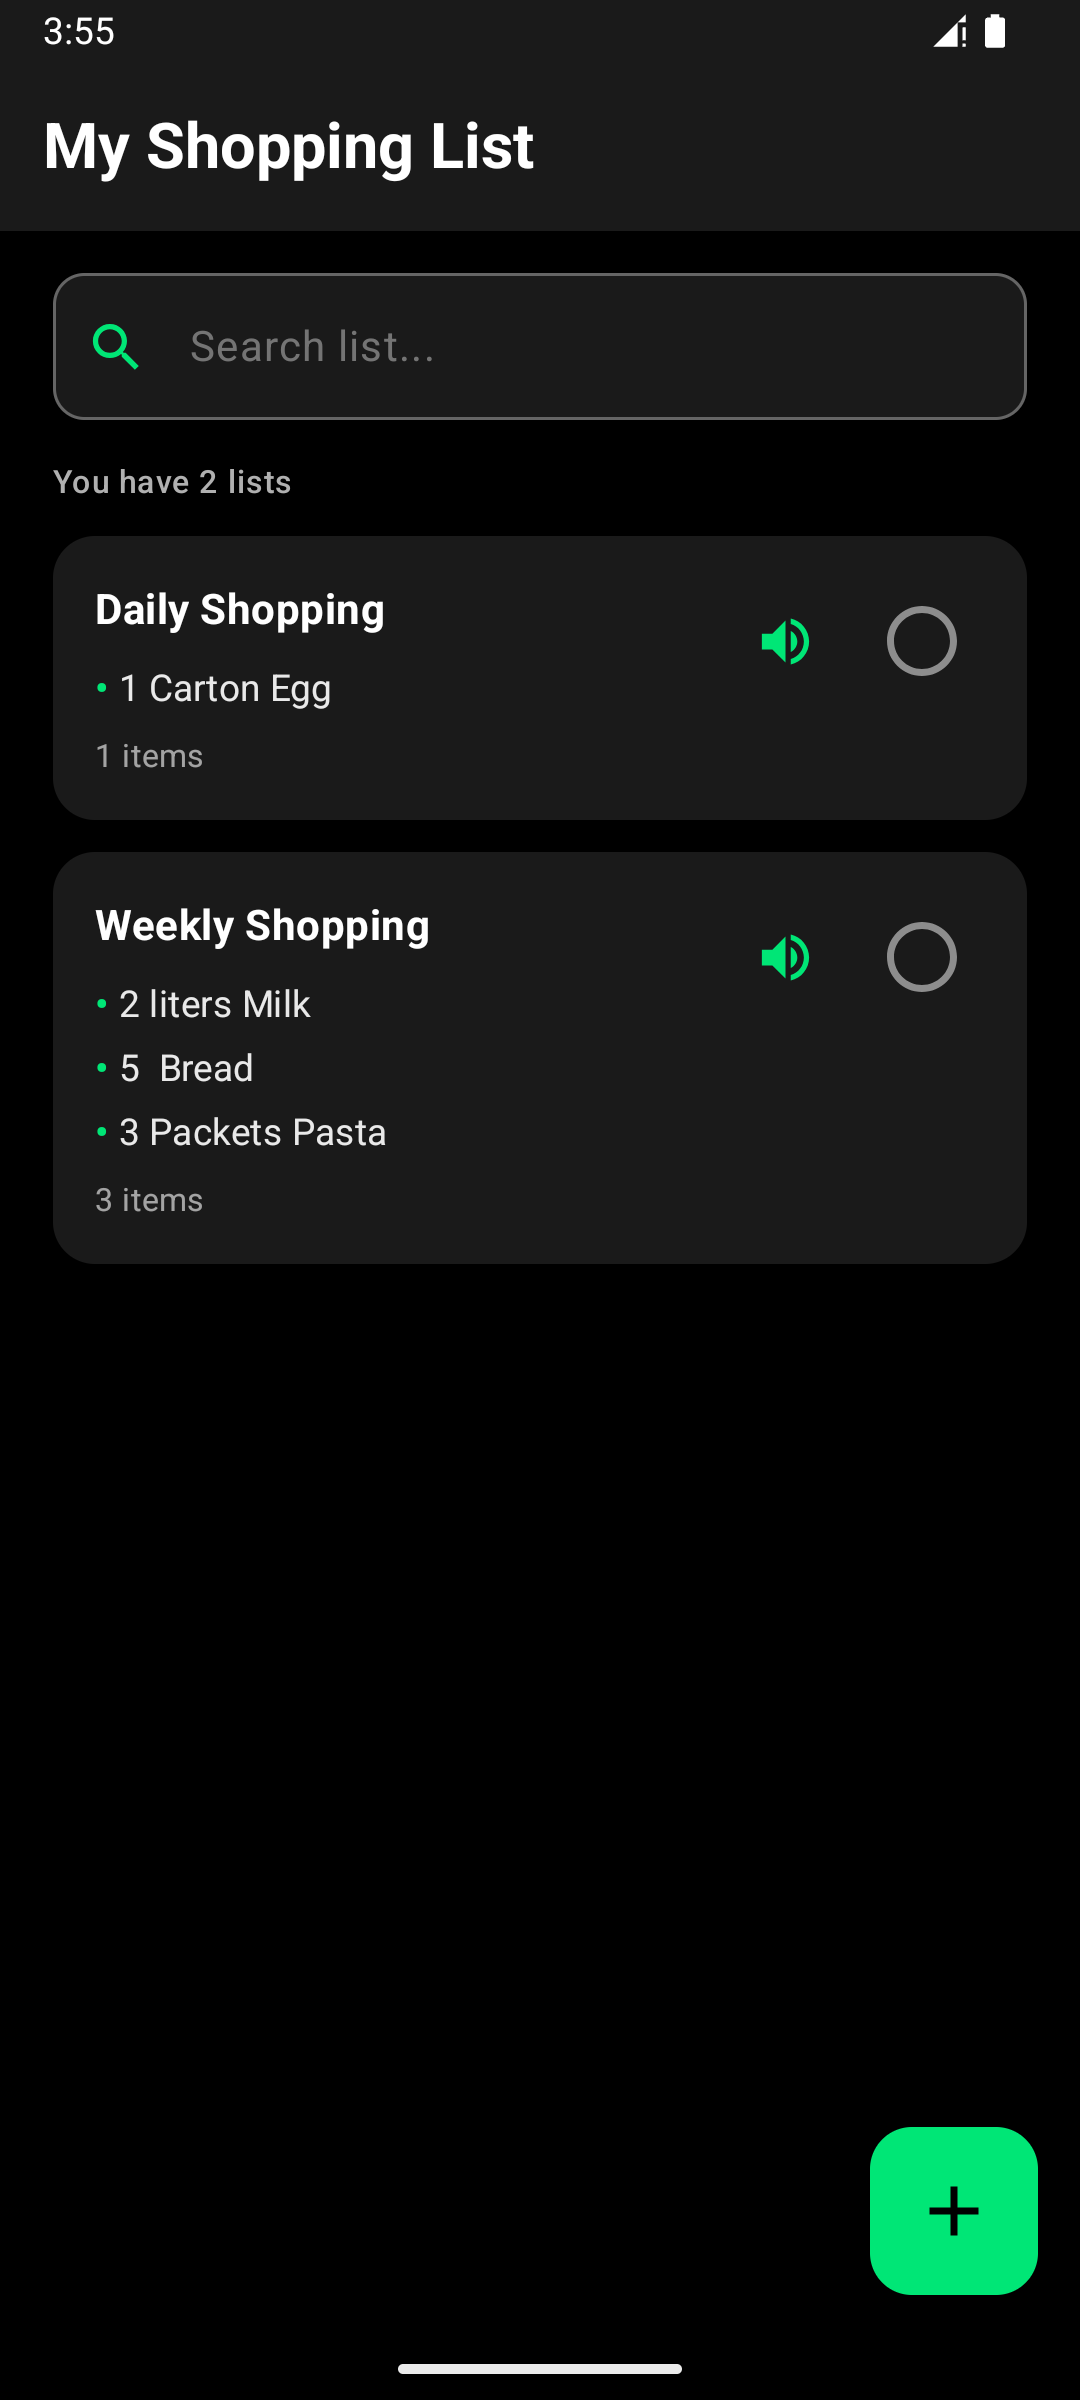 3:55
My Shopping List
Search list...
You have 2 lists
Daily Shopping
• 1 Carton Egg
1 items
Weekly Shopping
• 2 liters Milk
• 5  Bread
• 3 Packets Pasta
3 items